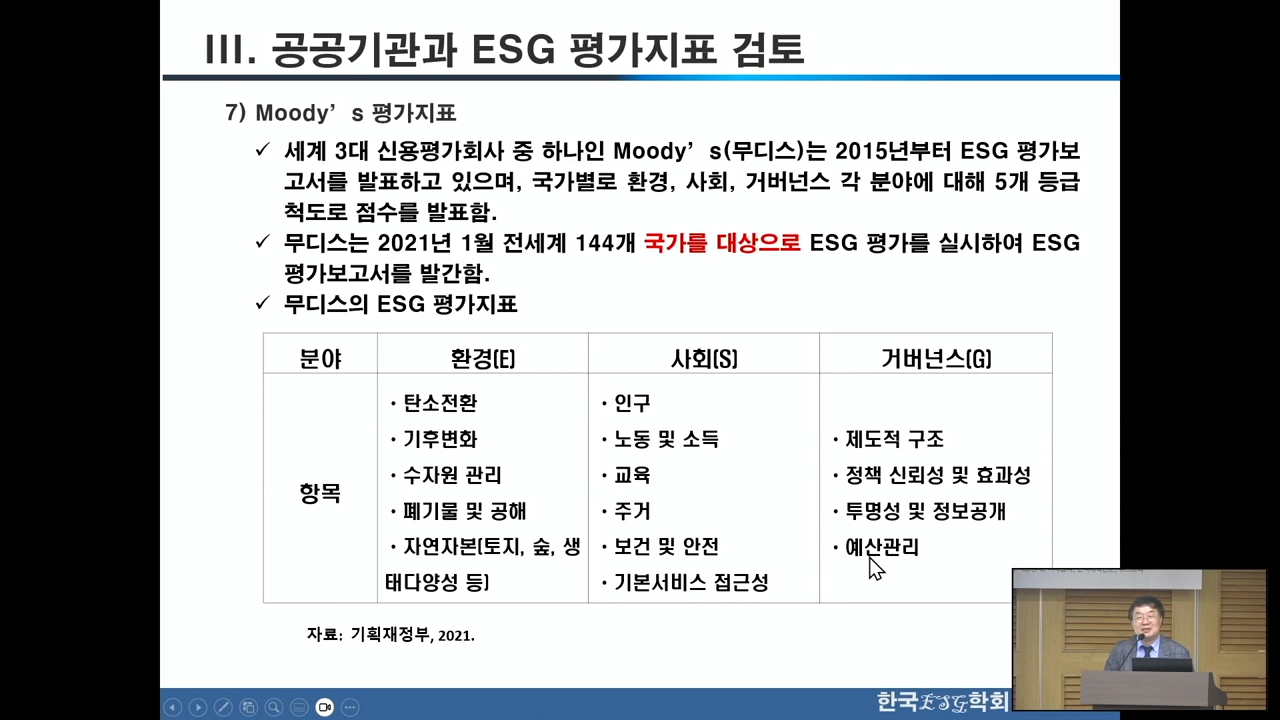 III. 공공기관과 ESG 평가지표 검토
7) Moody’s 평가지표
✓ 세계 3대 신용평가회사 중 하나인 Moody’s(무디스)는 2015년부터 ESG 평가보
고서를 발표하고 있으며, 국가별로 환경, 사회, 거버넌스 각 분야에 대해 5개 등급
척도로 점수를 발표함.
✓ 무디스는 2021년 1월 전세계 144개 국가를 대상으로 ESG 평가를 실시하여 ESG
평가보고서를 발간함.
✓ 무디스의 ESG 평가지표
분야 환경(E) 사회(S) 거버넌스(G)
항목
· 탄소전환
· 기후변화
· 수자원 관리
· 폐기물 및 공해
· 자연자본(토지, 숲, 생
태다양성 등)
· 인구
· 노동 및 소득
· 교육
· 주거
· 보건 및 안전
· 기본서비스 접근성
· 제도적 구조
· 정책 신뢰성 및 효과성
· 투명성 및 정보공개
· 예산관리
자료: 기획재정부, 2021.
한국ESG학회